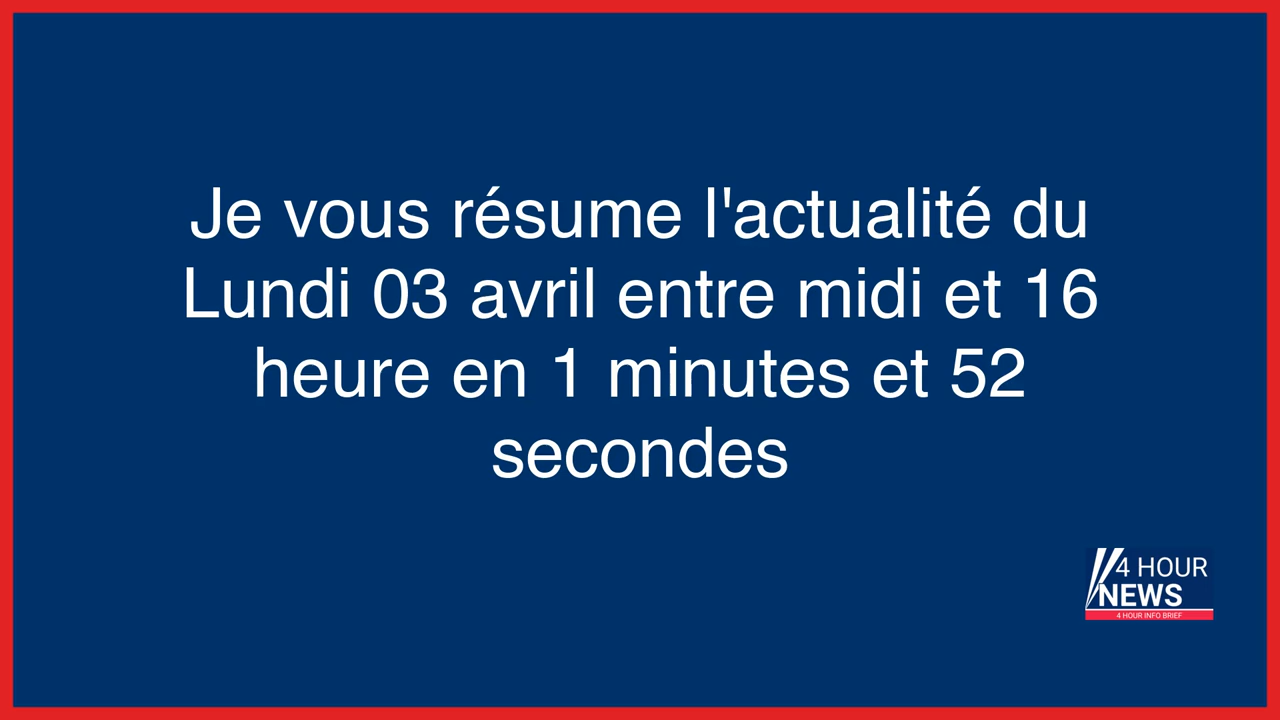 Je vous résume l'actualité du
Lundi 03 avril entre midi et 16
heure en 1 minutes et 52
secondes
4 HOUR
NEWS
4 HOUR INFO BRIEF